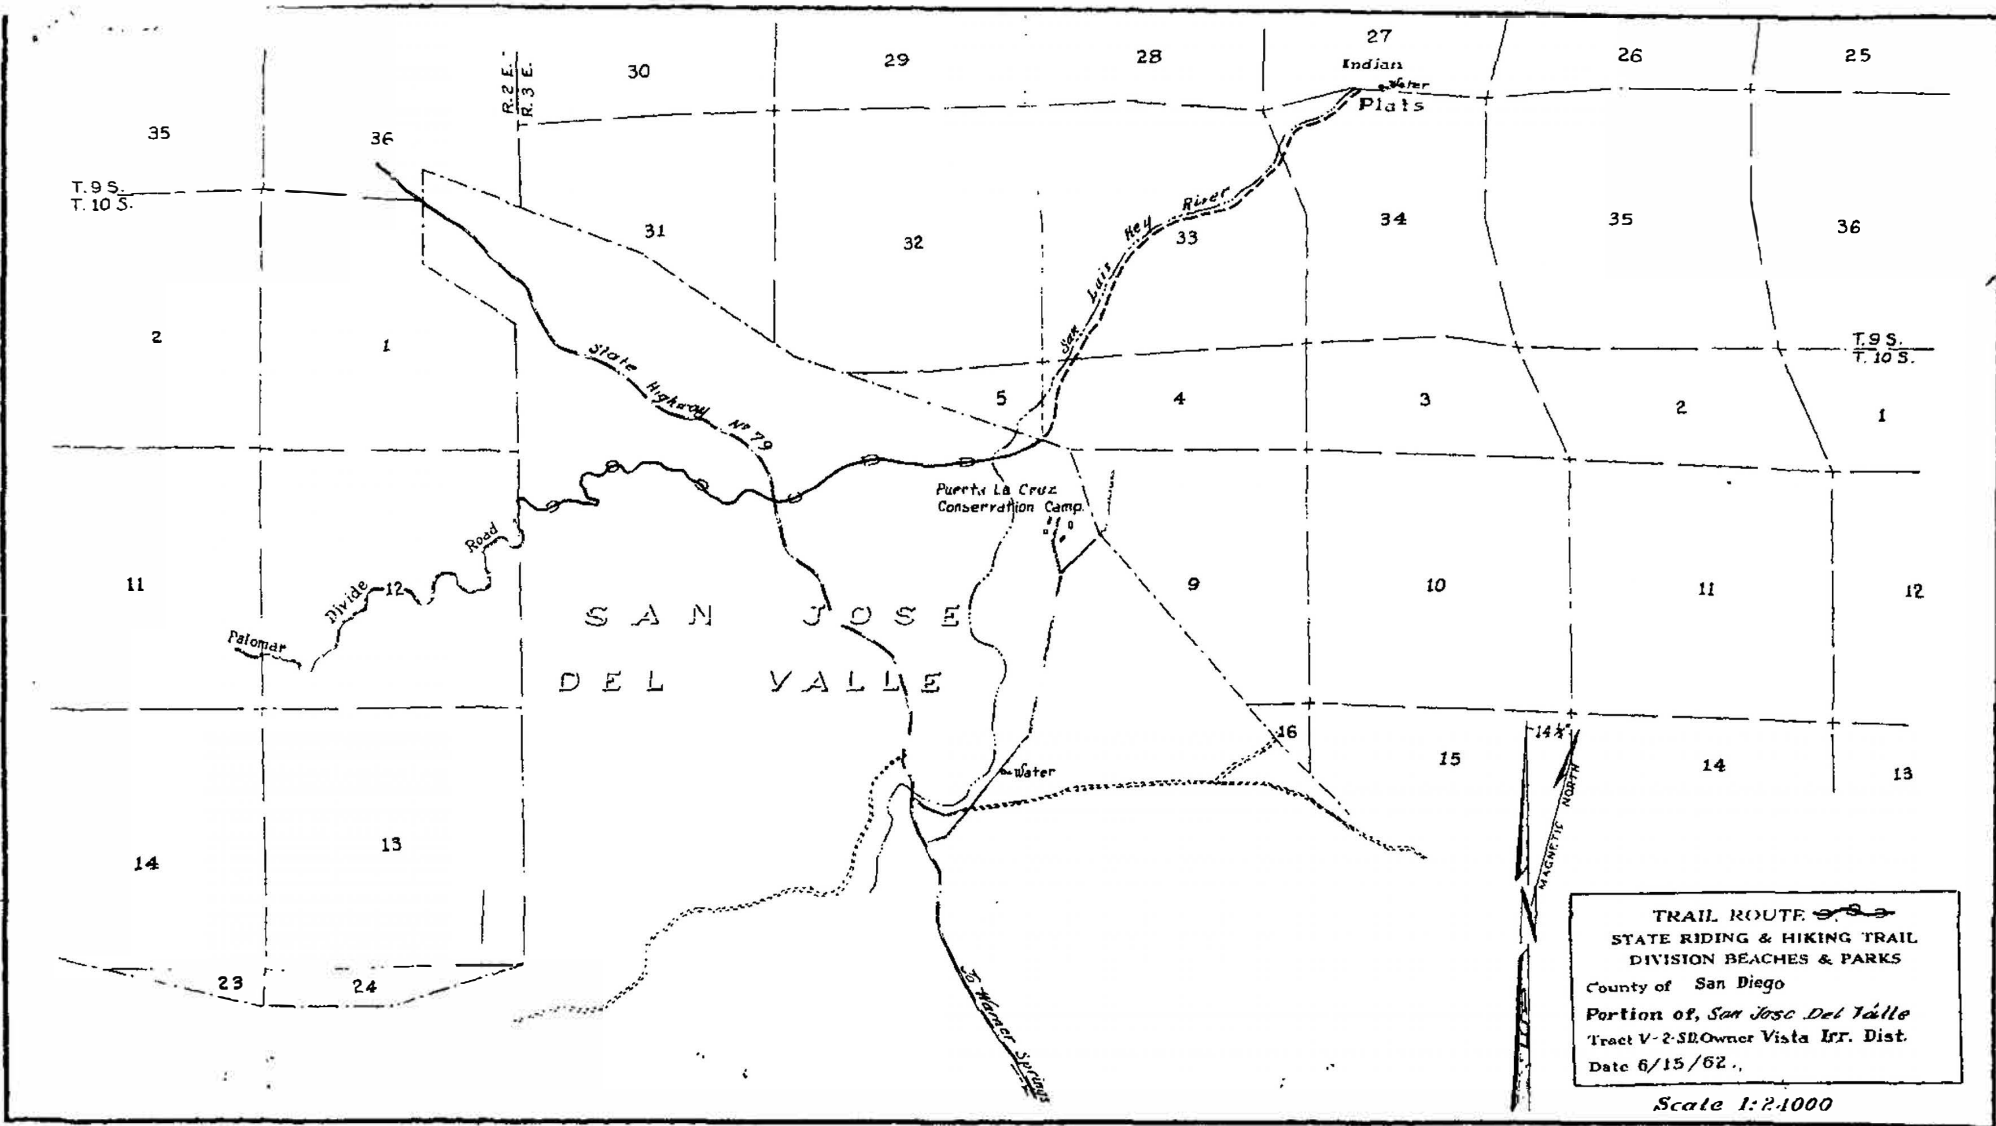 27
26
25
28
29
30
Indian
Water
Plats
R. 2 E.
R. 3 E.
35
36
T. 9 S.
T. 10 S.
31
32
San Luis Rey River
33
34
35
36
2
1
State Highway Nº 79
T. 9 S.
T. 10 S.
5
4
3
2
1
Puerta La Cruz
Conservation Camp.
Palomar Divide Road
11
12
9
10
11
12
SAN JOSE
DEL VALLE
16
15
14½°
14
13
Water
MAGNETIC NORTH
14
13
23
24
To Warner Springs
TRAIL ROUTE
STATE RIDING & HIKING TRAIL
DIVISION BEACHES & PARKS
County of San Diego
Portion of, San Jose Del Valle
Tract V-2-SD. Owner Vista Irr. Dist.
Date 6/15/62.,
Scale 1:24000